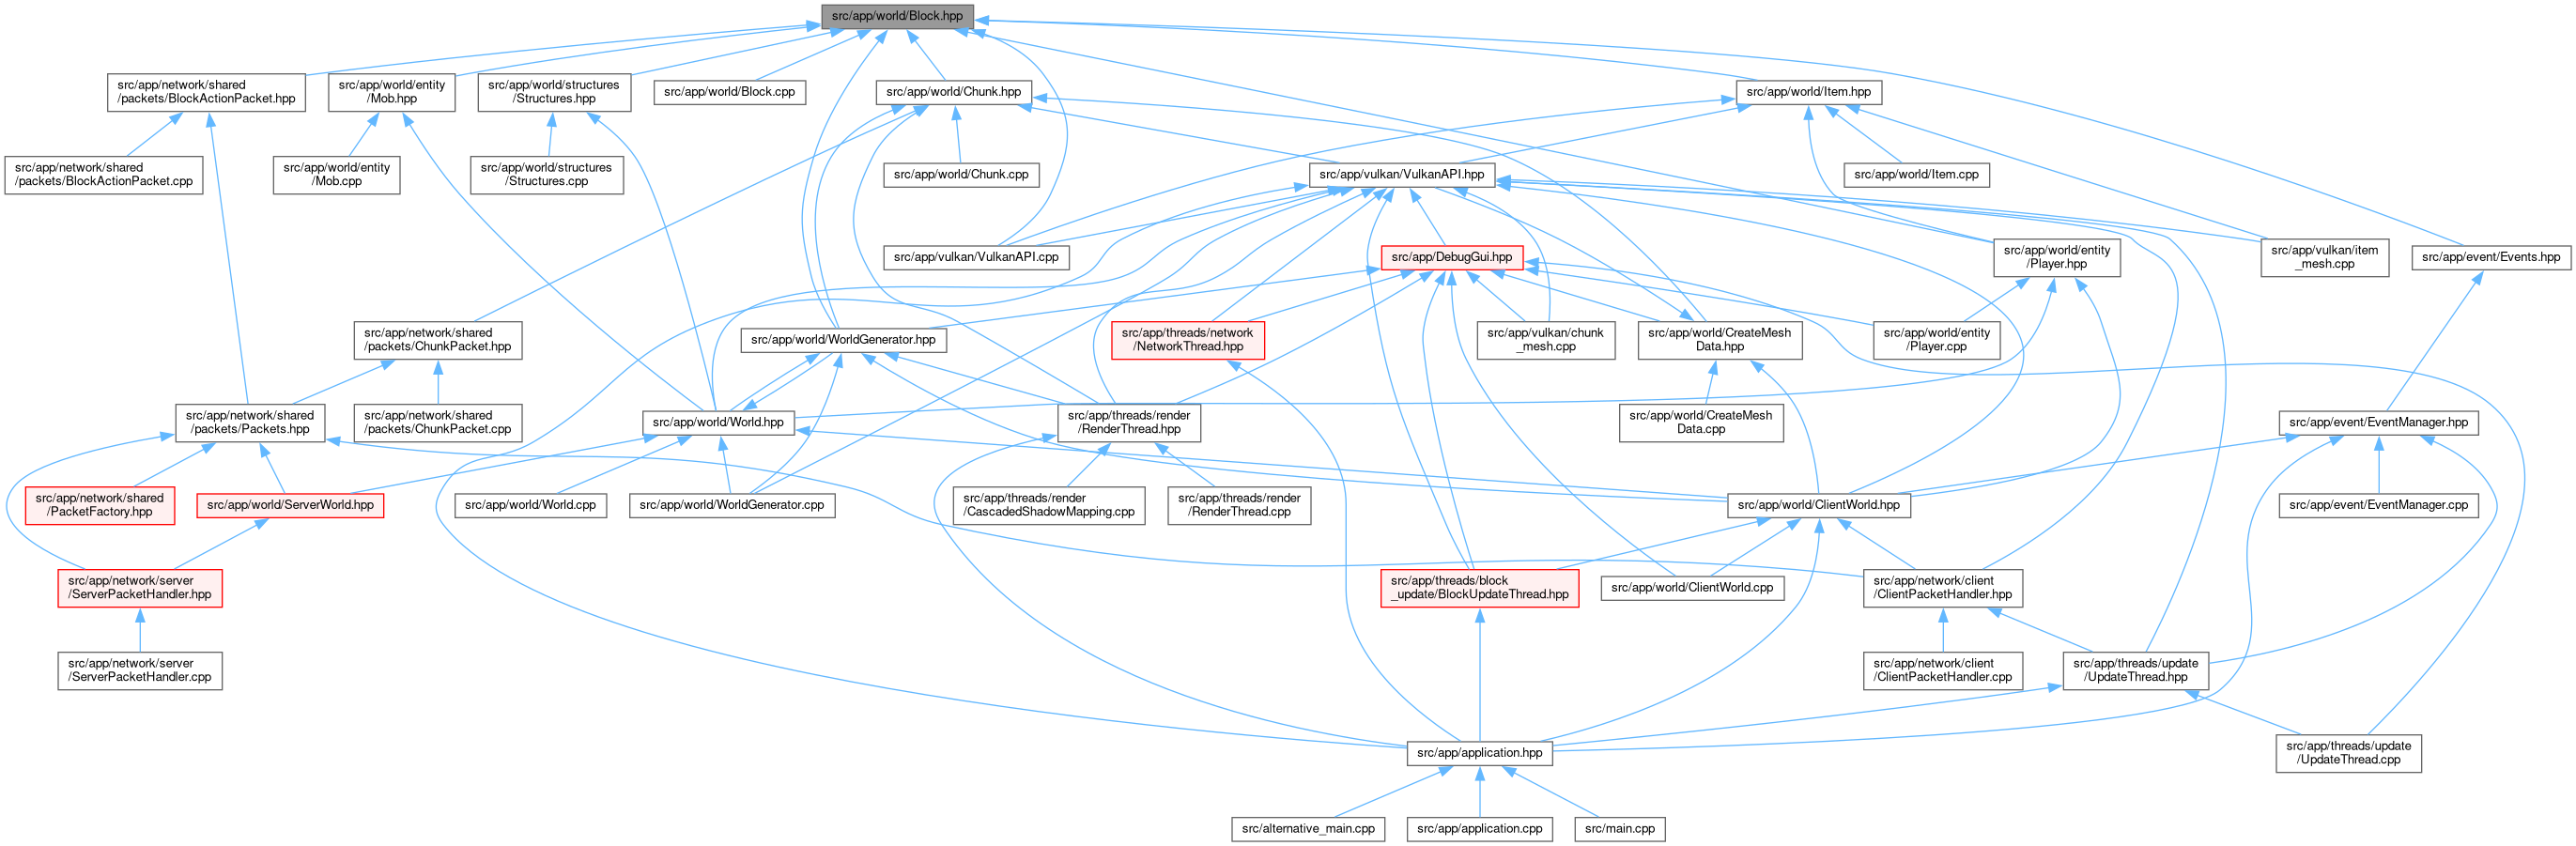 src/app/world/Block.hpp
src/app/network/shared
/packets/BlockActionPacket.hpp
src/app/world/entity
/Mob.hpp
src/app/world/structures
/Structures.hpp
src/app/world/Block.cpp
src/app/world/Chunk.hpp
src/app/world/Item.hpp
src/app/network/shared
/packets/BlockActionPacket.cpp
src/app/world/entity
/Mob.cpp
src/app/world/structures
/Structures.cpp
src/app/world/Chunk.cpp
src/app/vulkan/VulkanAPI.hpp
src/app/world/Item.cpp
src/app/vulkan/VulkanAPI.cpp
src/app/DebugGui.hpp
src/app/world/entity
/Player.hpp
src/app/vulkan/item
_mesh.cpp
src/app/event/Events.hpp
src/app/network/shared
/packets/ChunkPacket.hpp
src/app/world/WorldGenerator.hpp
src/app/threads/network
/NetworkThread.hpp
src/app/vulkan/chunk
_mesh.cpp
src/app/world/CreateMesh
Data.hpp
src/app/world/entity
/Player.cpp
src/app/network/shared
/packets/Packets.hpp
src/app/network/shared
/packets/ChunkPacket.cpp
src/app/world/World.hpp
src/app/threads/render
/RenderThread.hpp
src/app/world/CreateMesh
Data.cpp
src/app/event/EventManager.hpp
src/app/network/shared
/PacketFactory.hpp
src/app/world/ServerWorld.hpp
src/app/world/World.cpp
src/app/world/WorldGenerator.cpp
src/app/threads/render
/CascadedShadowMapping.cpp
src/app/threads/render
/RenderThread.cpp
src/app/world/ClientWorld.hpp
src/app/event/EventManager.cpp
src/app/network/server
/ServerPacketHandler.hpp
src/app/threads/block
_update/BlockUpdateThread.hpp
src/app/world/ClientWorld.cpp
src/app/network/client
/ClientPacketHandler.hpp
src/app/network/server
/ServerPacketHandler.cpp
src/app/network/client
/ClientPacketHandler.cpp
src/app/threads/update
/UpdateThread.hpp
src/app/application.hpp
src/app/threads/update
/UpdateThread.cpp
src/alternative_main.cpp
src/app/application.cpp
src/main.cpp